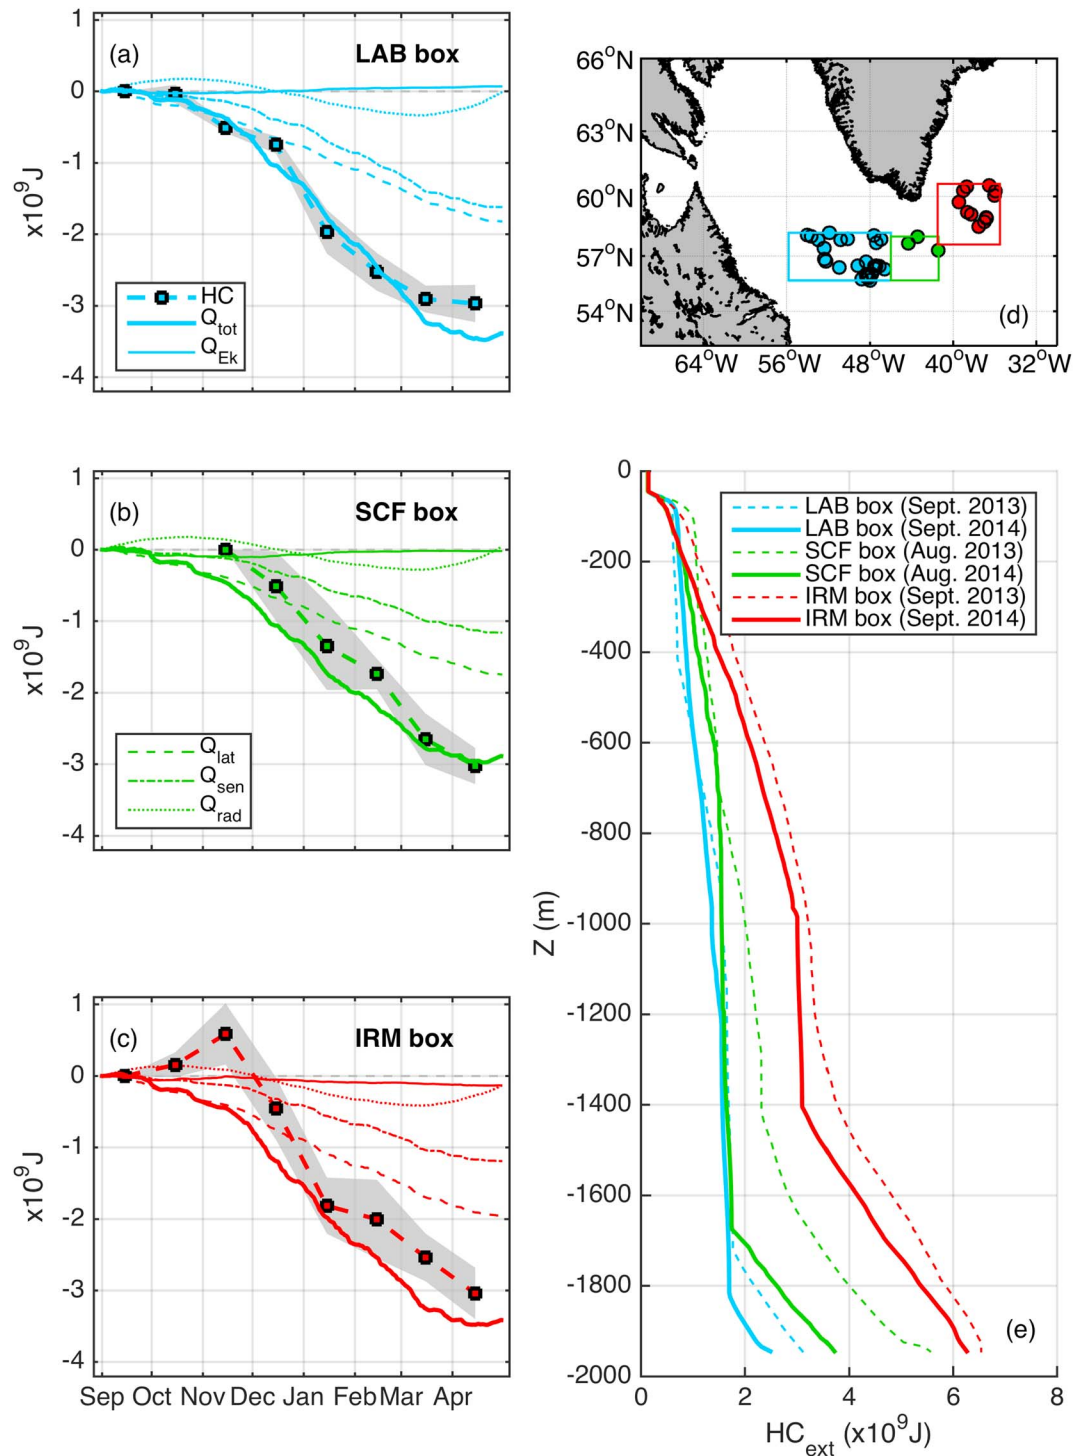 (a) LAB box
1
0
-1
-2
-3
-4
x10⁹J
HC
Q_tot
Q_Ek
66°N
63°N
60°N
57°N
54°N
(d)
64°W 56°W 48°W 40°W 32°W
(b) SCF box
1
0
-1
-2
-3
-4
x10⁹J
Q_lat
Q_sen
Q_rad
(c) IRM box
1
0
-1
-2
-3
-4
x10⁹J
Sep Oct Nov Dec Jan Feb Mar Apr
0
-200
-400
-600
-800
-1000
-1200
-1400
-1600
-1800
-2000
Z (m)
LAB box (Sept. 2013)
LAB box (Sept. 2014)
SCF box (Aug. 2013)
SCF box (Aug. 2014)
IRM box (Sept. 2013)
IRM box (Sept. 2014)
(e)
0 2 4 6 8
HC_ext (x10⁹J)